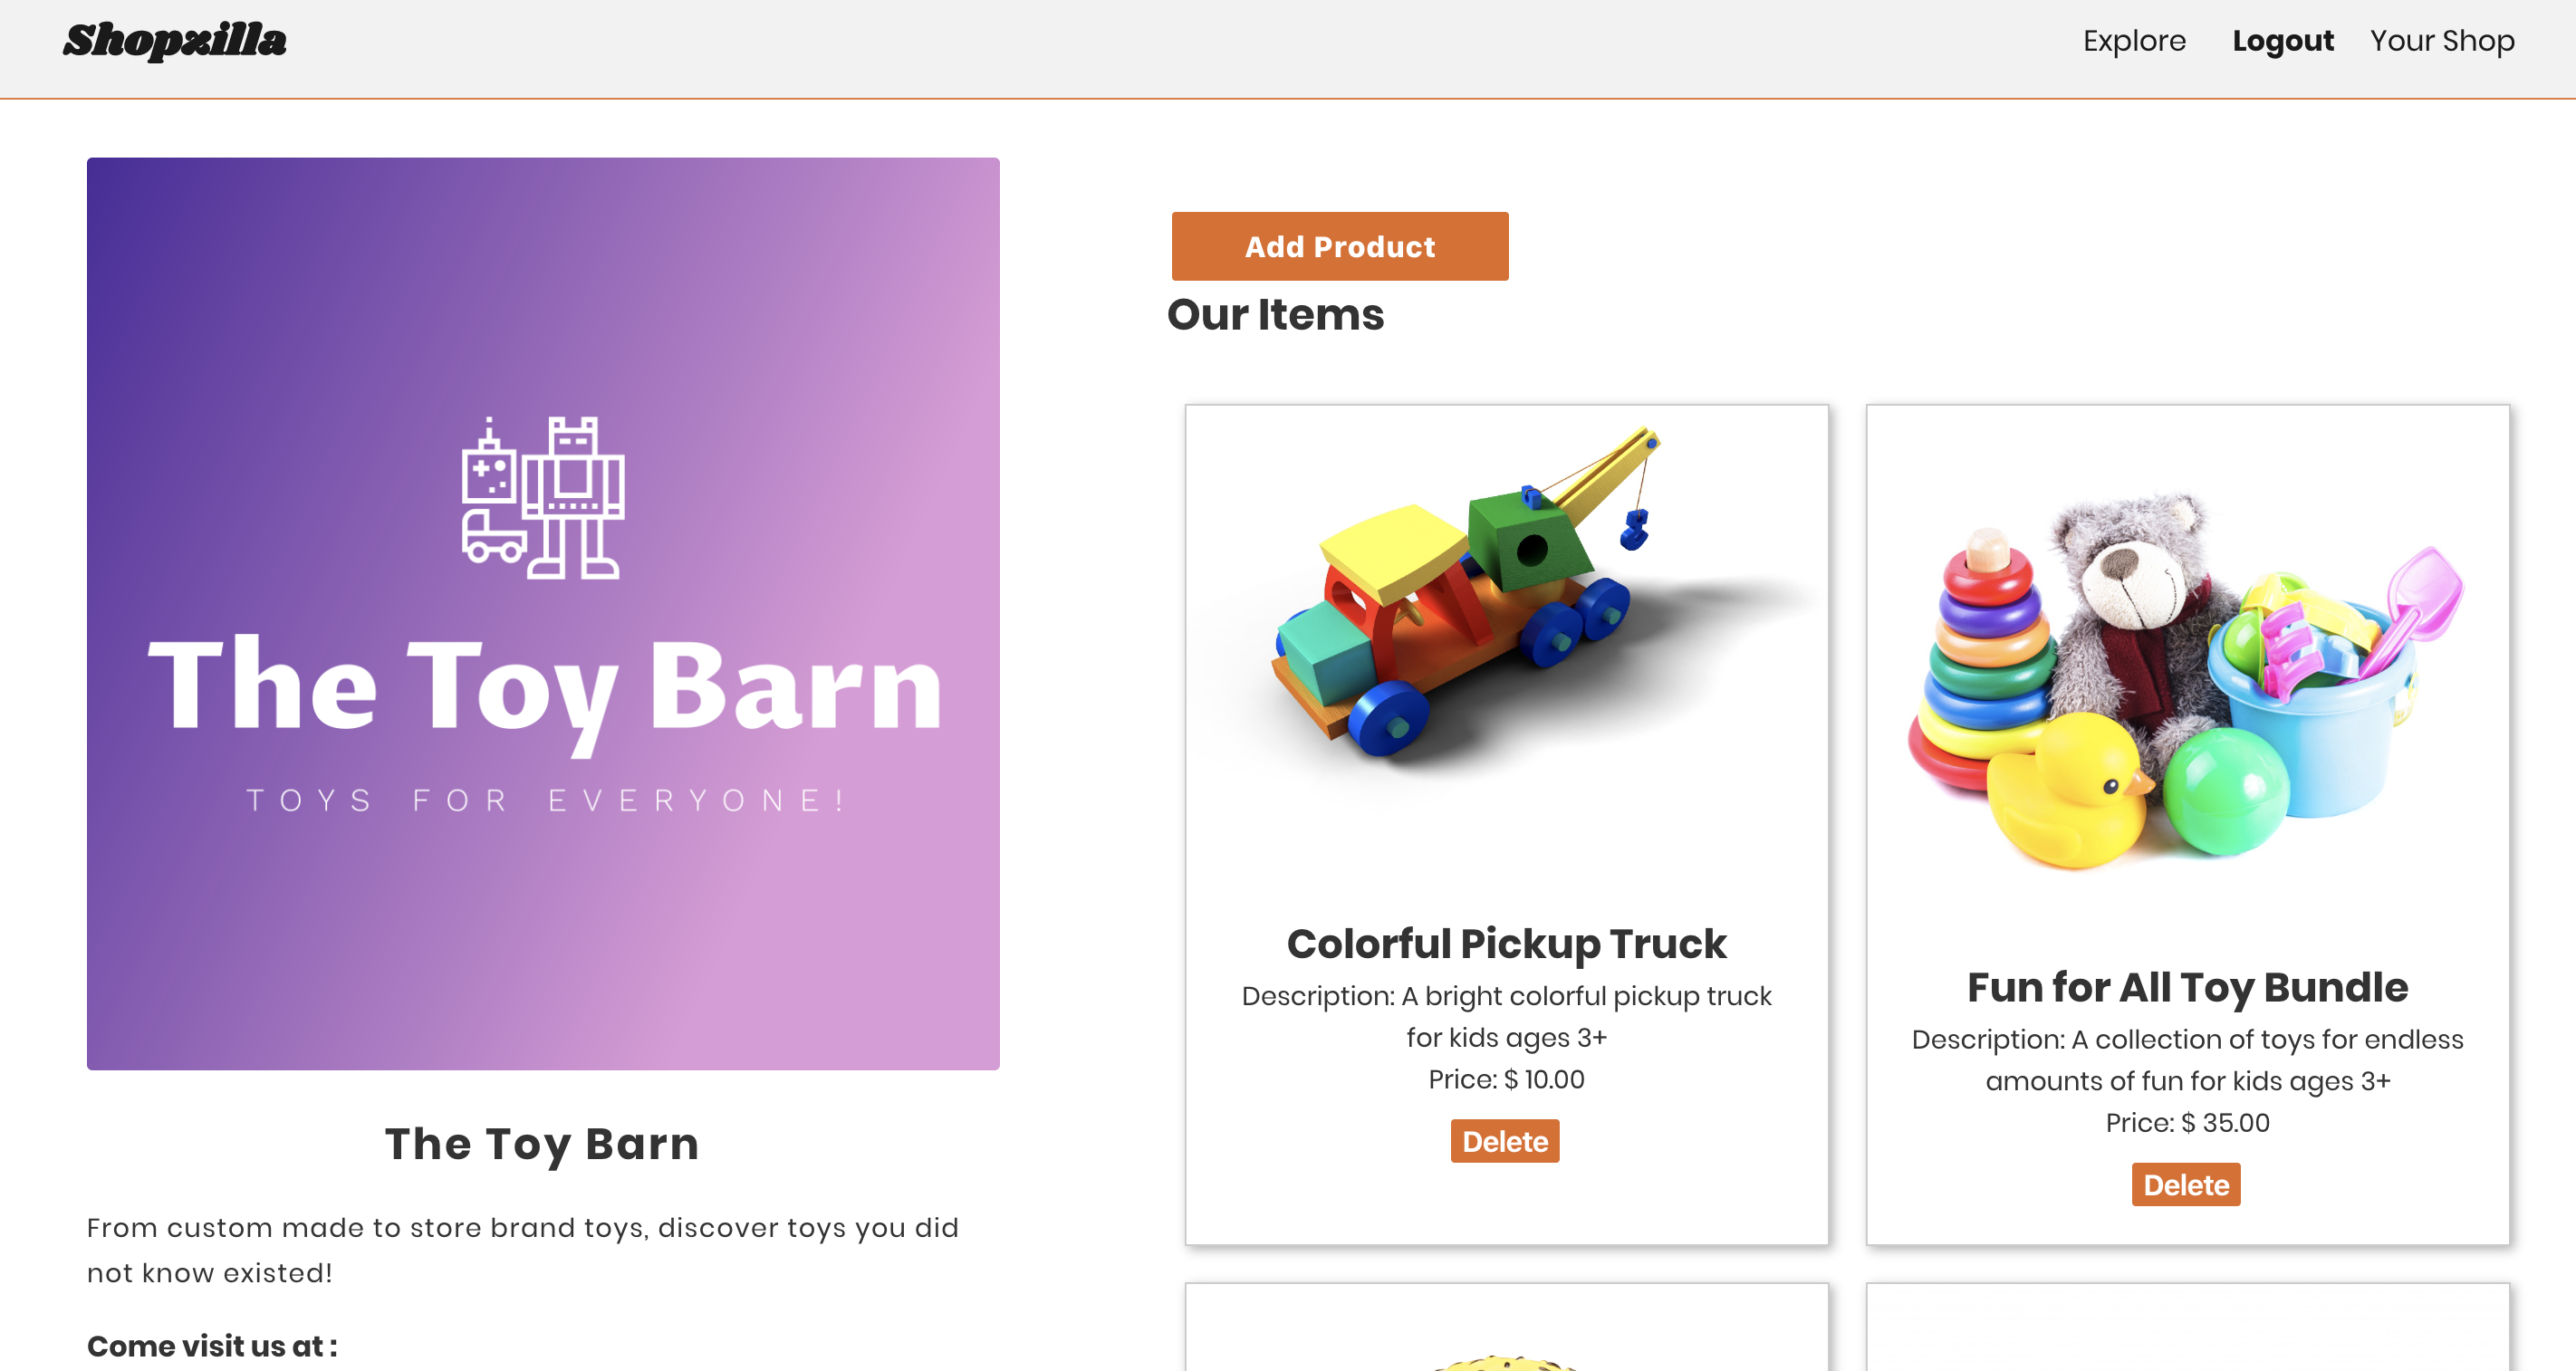 Shopzilla
Explore
Logout
Your Shop
The Toy Barn
TOYS FOR EVERYONE!
The Toy Barn
From custom made to store brand toys, discover toys you did
not know existed!
Come visit us at :
Add Product
Our Items
Colorful Pickup Truck
Description: A bright colorful pickup truck
for kids ages 3+
Price: $ 10.00
Delete
Fun for All Toy Bundle
Description: A collection of toys for endless
amounts of fun for kids ages 3+
Price: $ 35.00
Delete